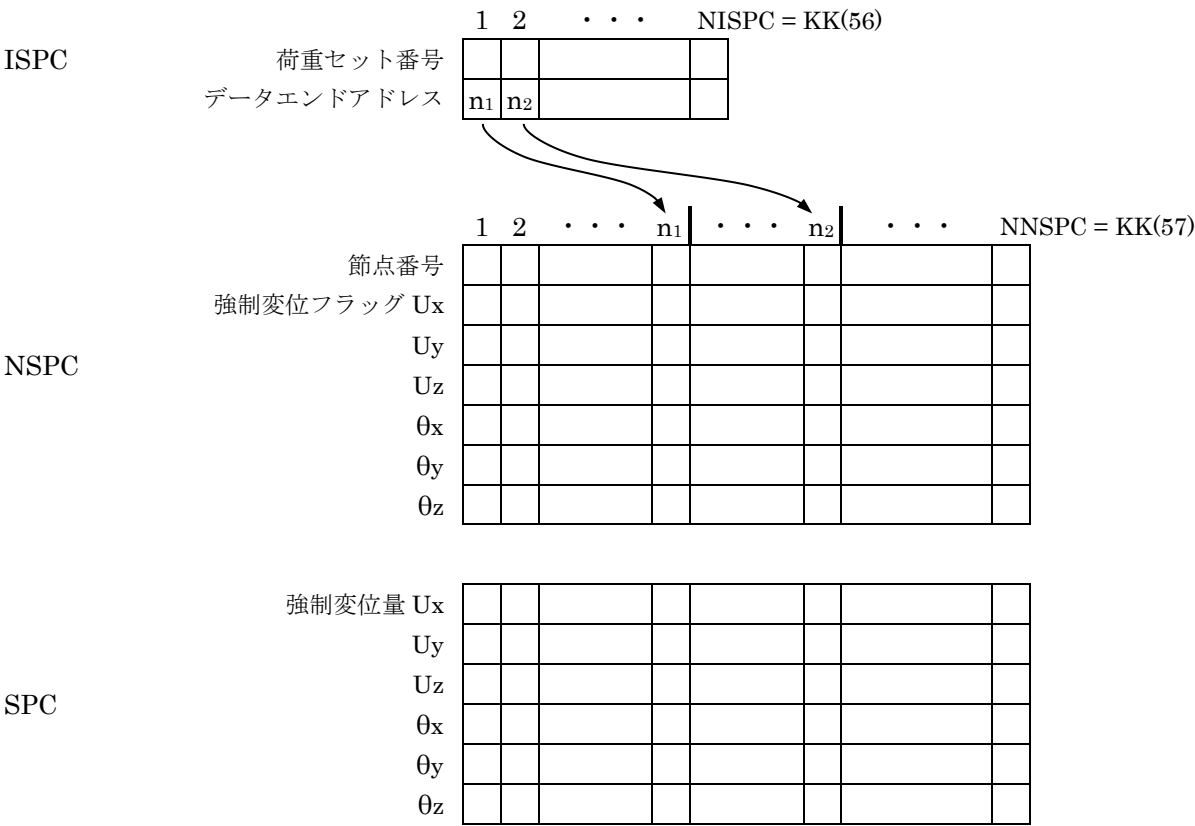 1 2 ・・・ NISPC = KK(56)
ISPC 荷重セット番号
データエンドアドレス n1 n2
1 2 ・・・ n1 ・・・ n2 ・・・ NNSPC = KK(57)
節点番号
強制変位フラッグ Ux
Uy
NSPC
Uz
θx
θy
θz
強制変位量 Ux
Uy
Uz
SPC
θx
θy
θz